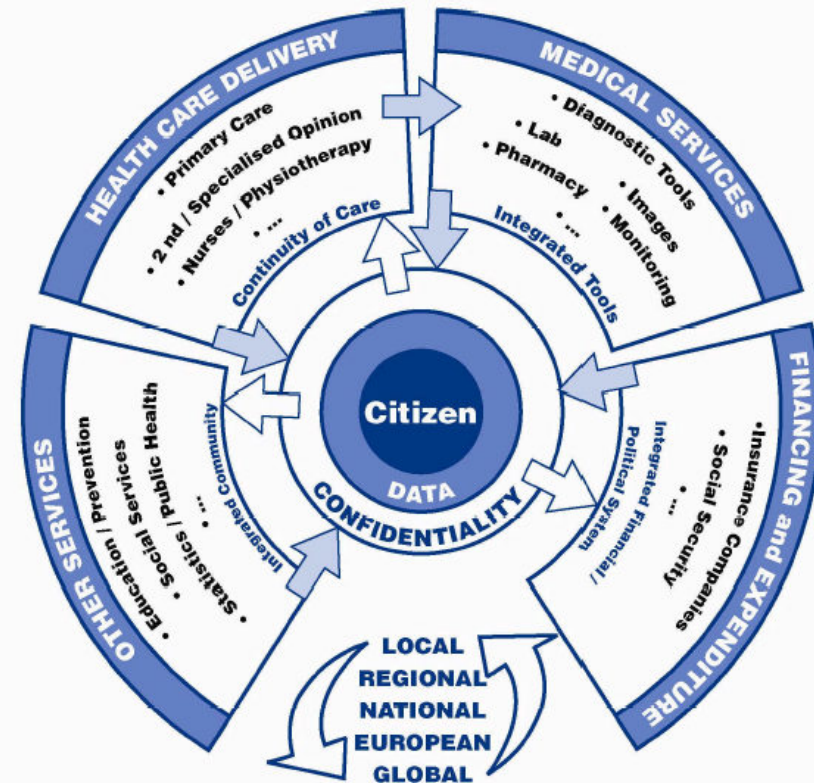 HEALTH CARE DELIVERY
• Primary Care
• 2 nd / Specialised Opinion
• Nurses / Physiotherapy
• ...
Continuity of Care
MEDICAL SERVICES
• Diagnostic Tools
• Lab
• Images
• Pharmacy
• Monitoring
• ...
Integrated Tools
FINANCING and EXPENDITURE
•Insurance Companies
• Social Security
• ...
Integrated Financial /
Political System
OTHER SERVICES
• Education / Prevention
• Social Services
• Statistics / Public Health
• ...
Integrated Community
Citizen
DATA
CONFIDENTIALITY
LOCAL
REGIONAL
NATIONAL
EUROPEAN
GLOBAL